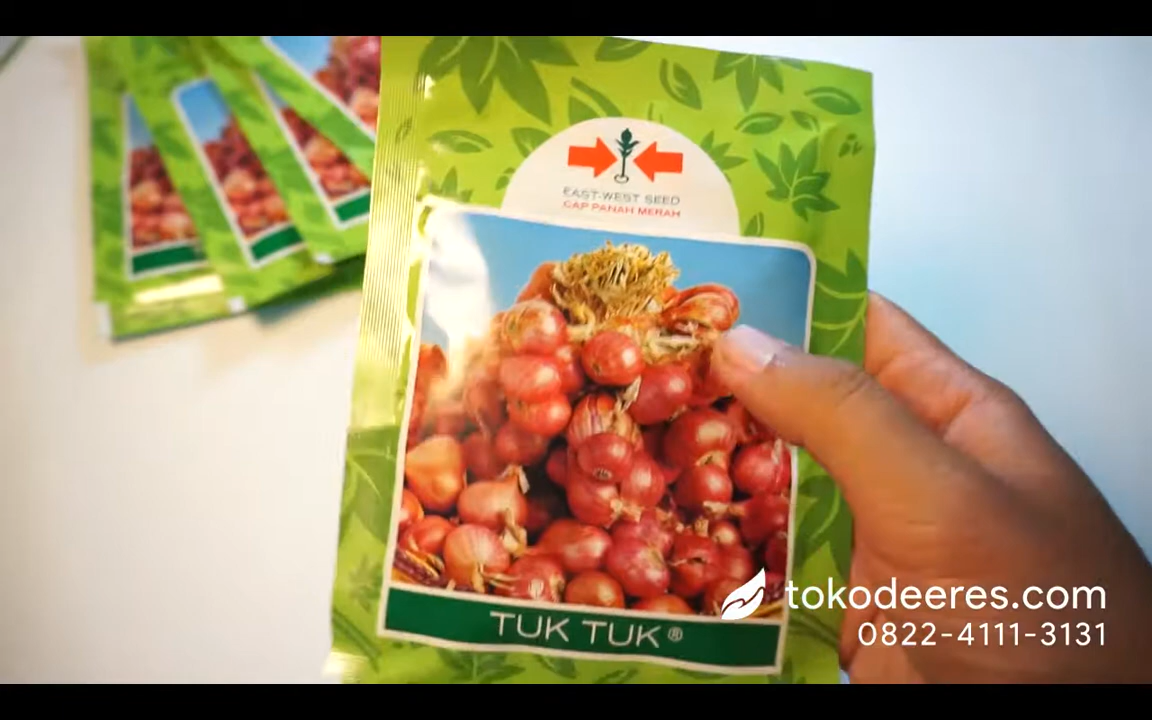 EAST-WEST SEED
CAP PANAH MERAH
TUK TUK®
tokodeeres.com
0822-4111-3131